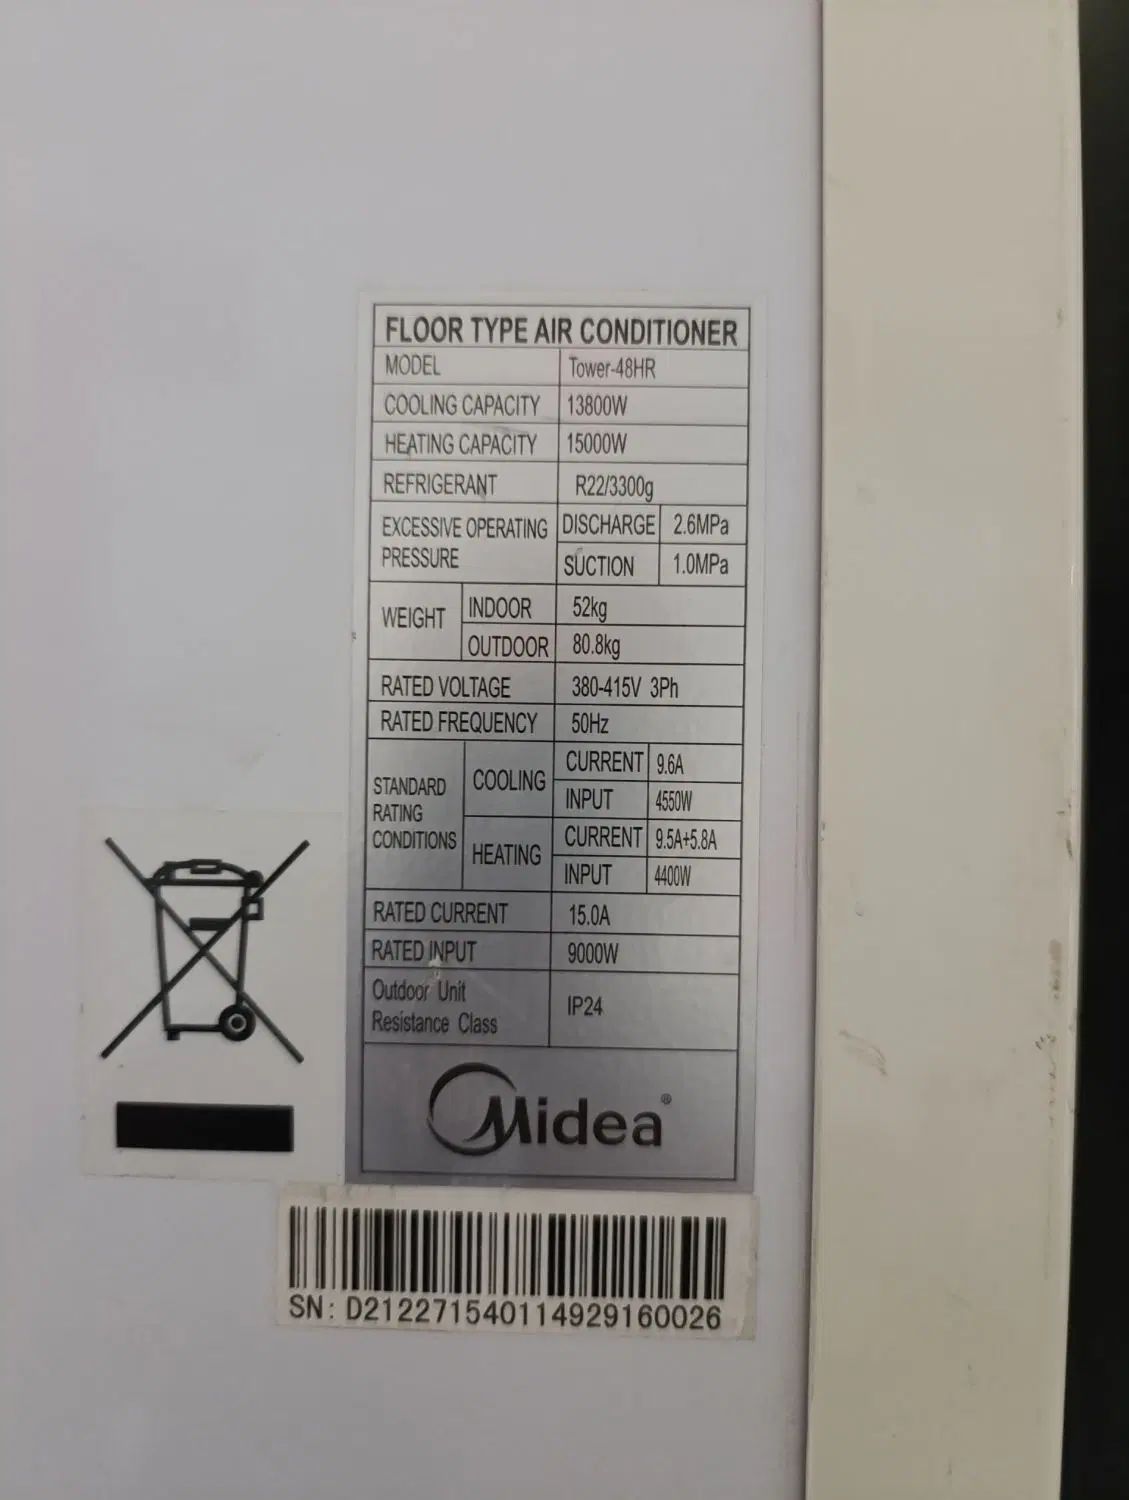 FLOOR TYPE AIR CONDITIONER
MODEL Tower-48HR
COOLING CAPACITY 13800W
HEATING CAPACITY 15000W
REFRIGERANT R22/3300g
EXCESSIVE OPERATING PRESSURE DISCHARGE 2.6MPa
SUCTION 1.0MPa
WEIGHT INDOOR 52kg
OUTDOOR 80.8kg
RATED VOLTAGE 380-415V 3Ph
RATED FREQUENCY 50Hz
STANDARD RATING CONDITIONS COOLING CURRENT 9.6A
INPUT 4550W
HEATING CURRENT 9.5A+5.8A
INPUT 4400W
RATED CURRENT 15.0A
RATED INPUT 9000W
Outdoor Unit Resistance Class IP24
Midea®
SN: D212271540114929160026